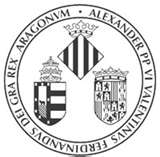 · ALEXANDER PP VI VALENTINVS FERDINANDVS DEI GRA REX ARAGONVM